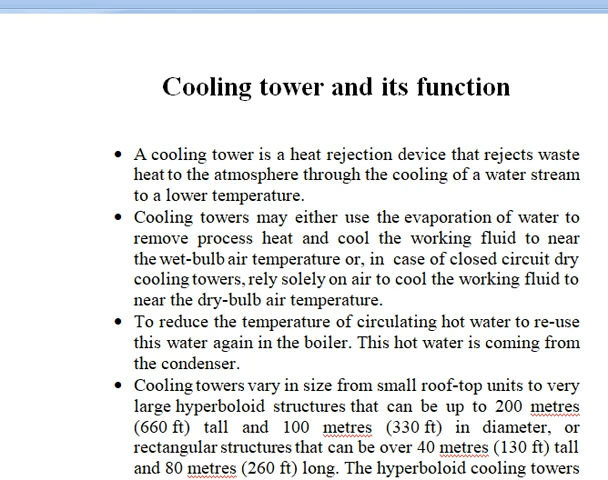 Cooling tower and its function
• A cooling tower is a heat rejection device that rejects waste
heat to the atmosphere through the cooling of a water stream
to a lower temperature.
• Cooling towers may either use the evaporation of water to
remove process heat and cool the working fluid to near
the wet-bulb air temperature or, in case of closed circuit dry
cooling towers, rely solely on air to cool the working fluid to
near the dry-bulb air temperature.
• To reduce the temperature of circulating hot water to re-use
this water again in the boiler. This hot water is coming from
the condenser.
• Cooling towers vary in size from small roof-top units to very
large hyperboloid structures that can be up to 200 metres
(660 ft) tall and 100 metres (330 ft) in diameter, or
rectangular structures that can be over 40 metres (130 ft) tall
and 80 metres (260 ft) long. The hyperboloid cooling towers